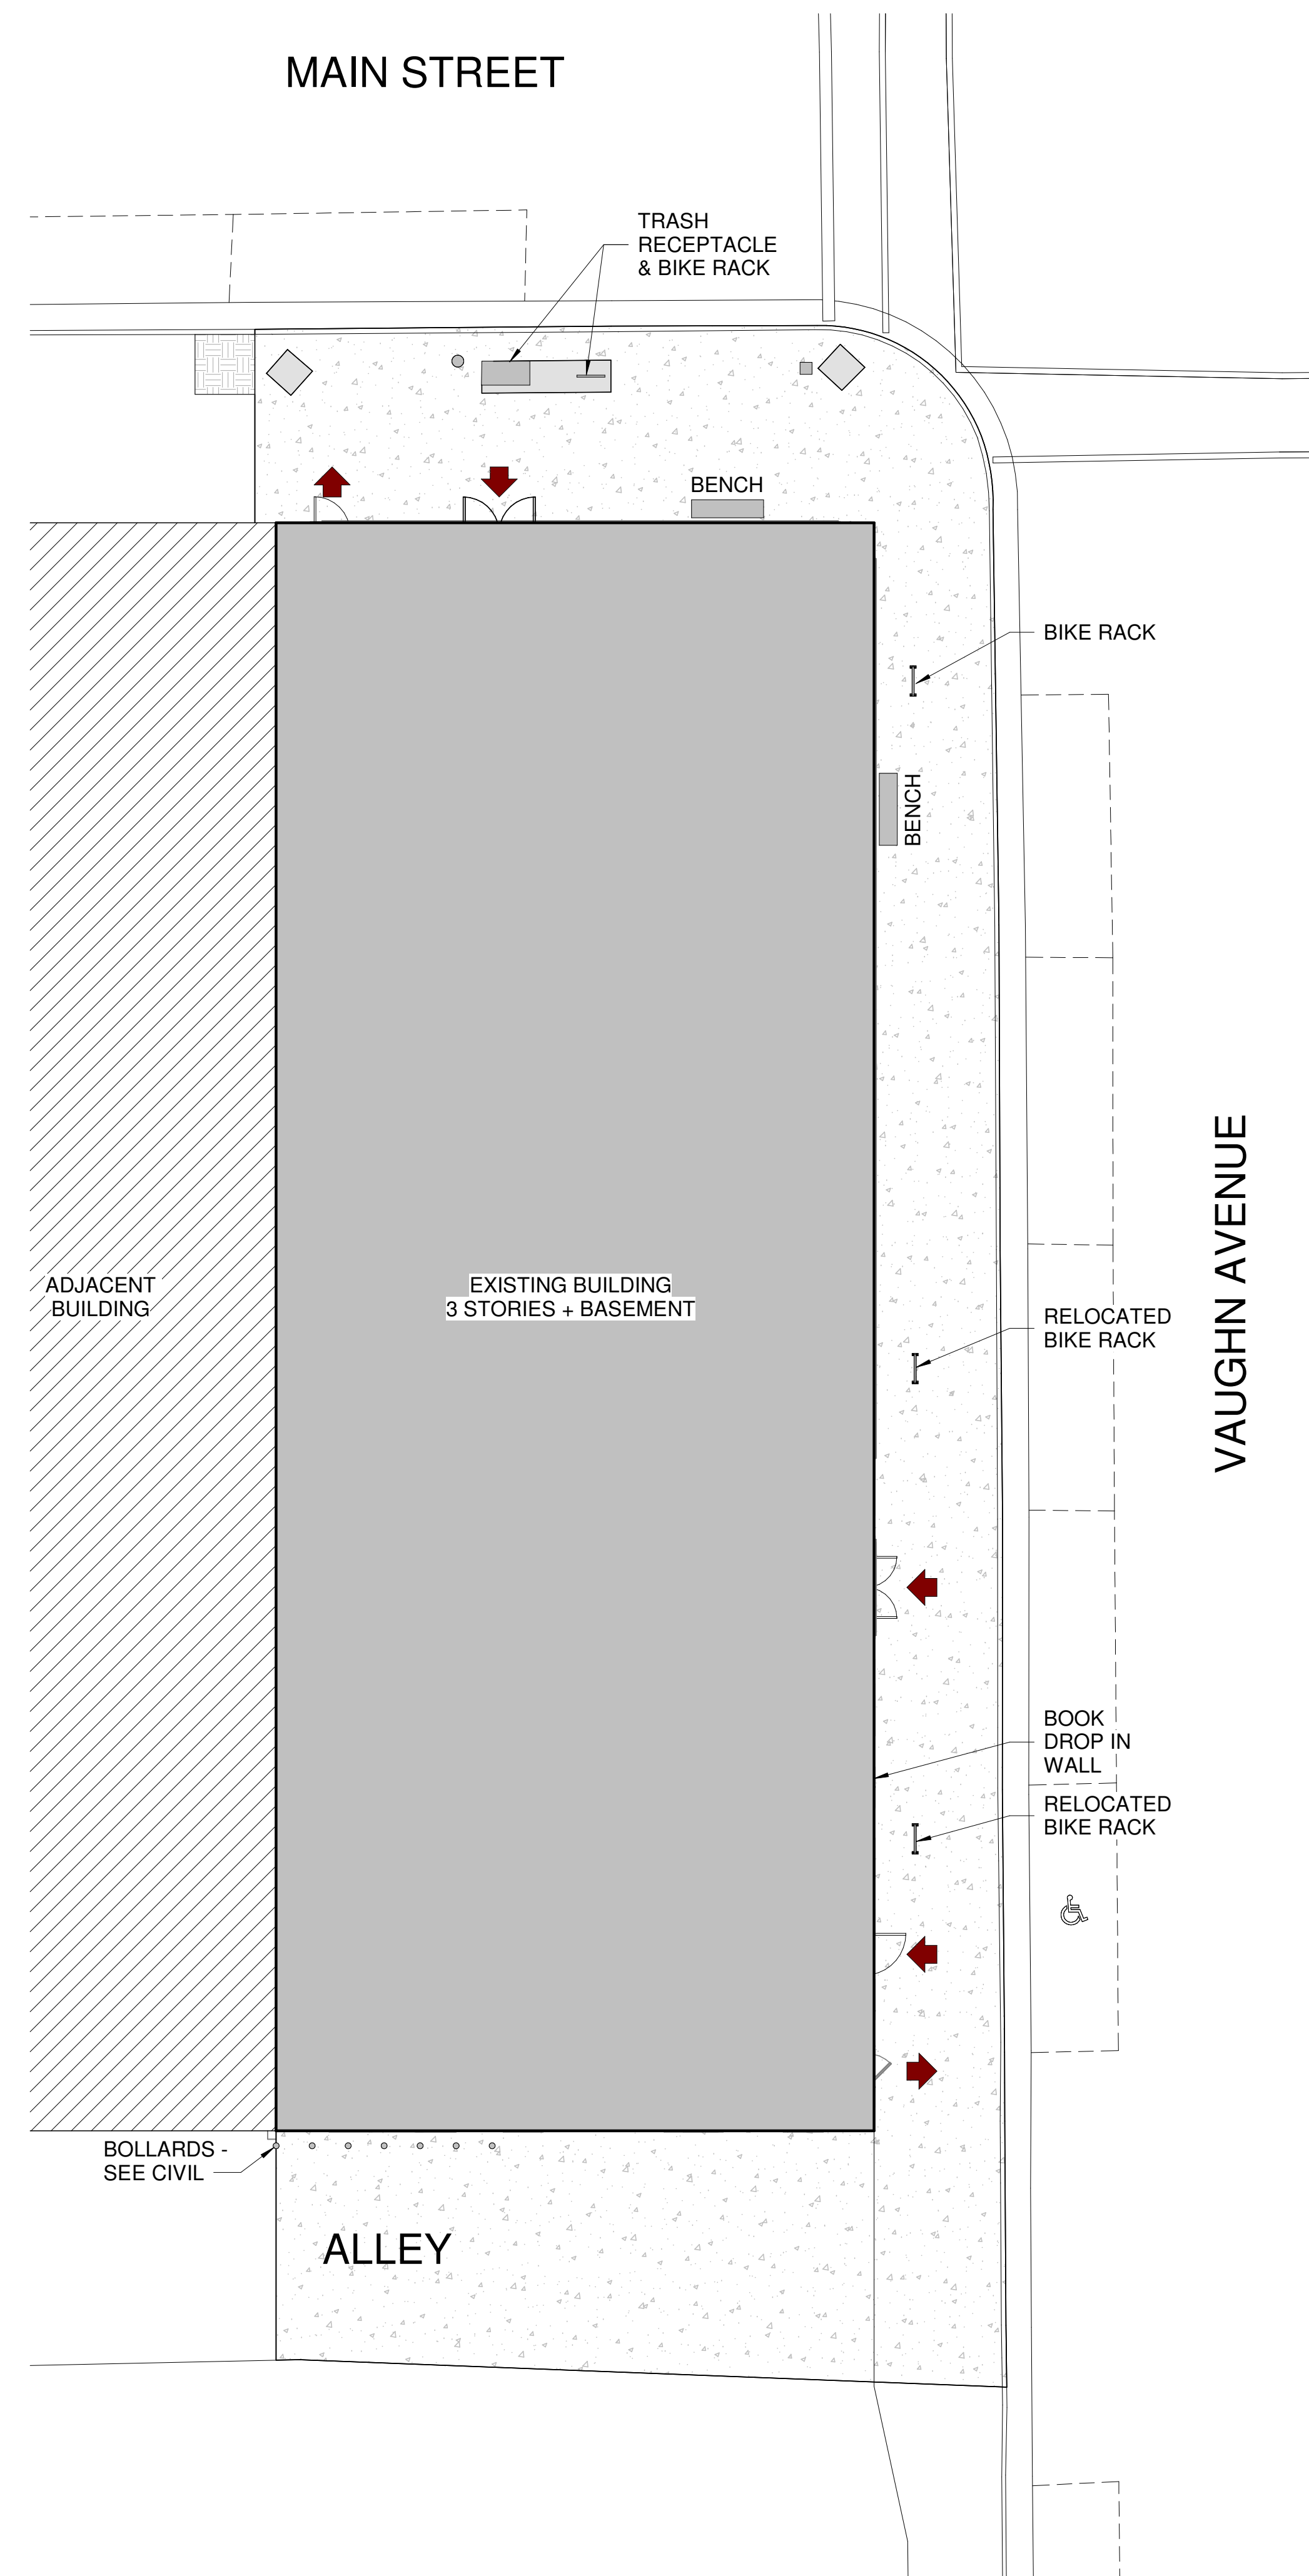 MAIN STREET
TRASH
RECEPTACLE
& BIKE RACK
BENCH
BIKE RACK
BENCH
VAUGHN AVENUE
ADJACENT
BUILDING
EXISTING BUILDING
3 STORIES + BASEMENT
RELOCATED
BIKE RACK
BOOK
DROP IN
WALL
RELOCATED
BIKE RACK
BOLLARDS -
SEE CIVIL
ALLEY